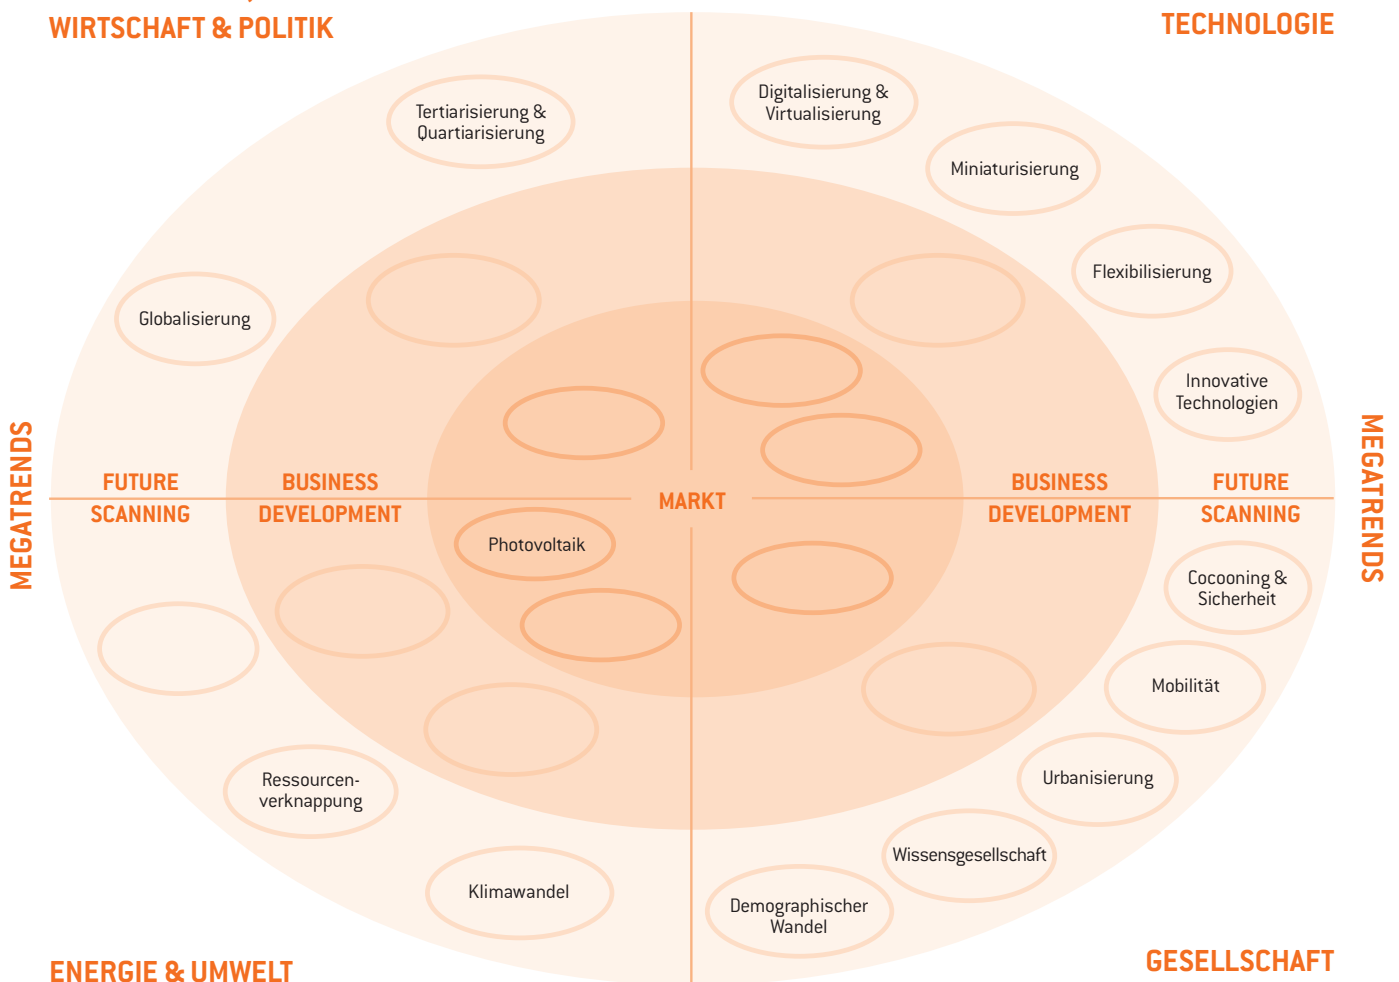 WIRTSCHAFT & POLITIK
TECHNOLOGIE
Tertiarisierung &
Quartiarisierung
Digitalisierung &
Virtualisierung
Miniaturisierung
Flexibilisierung
Globalisierung
Innovative
Technologien
MEGATRENDS
FUTURE
SCANNING
BUSINESS
DEVELOPMENT
MARKT
BUSINESS
DEVELOPMENT
FUTURE
SCANNING
MEGATRENDS
Photovoltaik
Cocooning &
Sicherheit
Mobilität
Ressourcen-
verknappung
Urbanisierung
Wissensgesellschaft
Klimawandel
Demographischer
Wandel
ENERGIE & UMWELT
GESELLSCHAFT